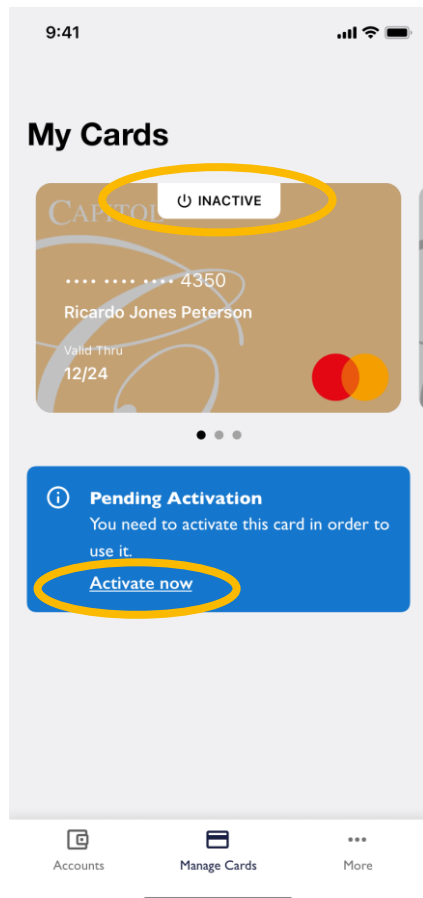 9:41
My Cards
INACTIVE
CAPITOL
•••• •••• •••• 4350
Ricardo Jones Peterson
Valid Thru
12/24
Pending Activation
You need to activate this card in order to
use it.
Activate now
Accounts Manage Cards More